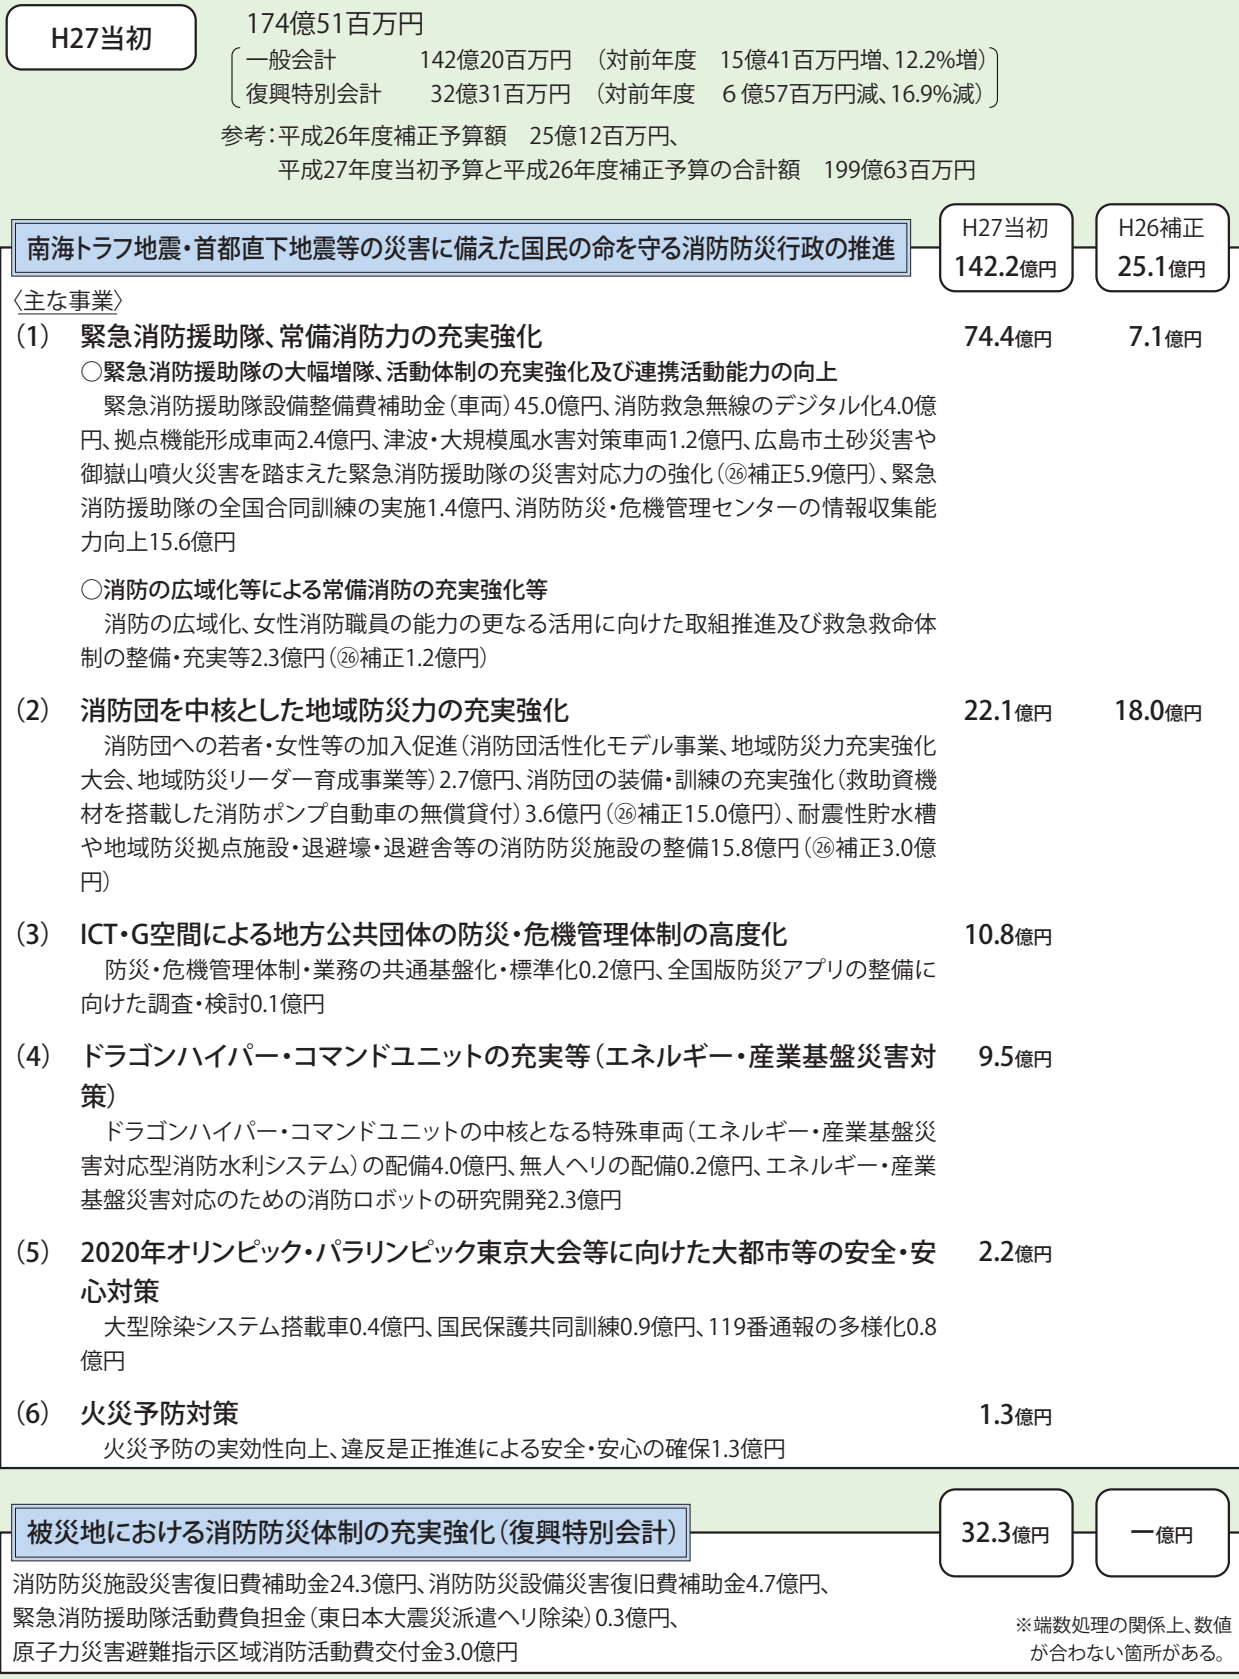 H27当初
174億51百万円
一般会計 142億20百万円 （対前年度 15億41百万円増、12.2%増）
復興特別会計 32億31百万円 （対前年度 6億57百万円減、16.9%減）
参考：平成26年度補正予算額 25億12百万円、
平成27年度当初予算と平成26年度補正予算の合計額 199億63百万円
南海トラフ地震・首都直下地震等の災害に備えた国民の命を守る消防防災行政の推進
H27当初
142.2億円
H26補正
25.1億円
〈主な事業〉
（1） 緊急消防援助隊、常備消防力の充実強化 74.4億円 7.1億円
○緊急消防援助隊の大幅増隊、活動体制の充実強化及び連携活動能力の向上
緊急消防援助隊設備整備費補助金（車両）45.0億円、消防救急無線のデジタル化4.0億
円、拠点機能形成車両2.4億円、津波・大規模風水害対策車両1.2億円、広島市土砂災害や
御嶽山噴火災害を踏まえた緊急消防援助隊の災害対応力の強化（㉖補正5.9億円）、緊急
消防援助隊の全国合同訓練の実施1.4億円、消防防災・危機管理センターの情報収集能
力向上15.6億円
○消防の広域化等による常備消防の充実強化等
消防の広域化、女性消防職員の能力の更なる活用に向けた取組推進及び救急救命体
制の整備・充実等2.3億円（㉖補正1.2億円）
（2） 消防団を中核とした地域防災力の充実強化 22.1億円 18.0億円
消防団への若者・女性等の加入促進（消防団活性化モデル事業、地域防災力充実強化
大会、地域防災リーダー育成事業等）2.7億円、消防団の装備・訓練の充実強化（救助資機
材を搭載した消防ポンプ自動車の無償貸付）3.6億円（㉖補正15.0億円）、耐震性貯水槽
や地域防災拠点施設・退避壕・退避舎等の消防防災施設の整備15.8億円（㉖補正3.0億
円）
（3） ICT・G空間による地方公共団体の防災・危機管理体制の高度化 10.8億円
防災・危機管理体制・業務の共通基盤化・標準化0.2億円、全国版防災アプリの整備に
向けた調査・検討0.1億円
（4） ドラゴンハイパー・コマンドユニットの充実等（エネルギー・産業基盤災害対 9.5億円
策）
ドラゴンハイパー・コマンドユニットの中核となる特殊車両（エネルギー・産業基盤災
害対応型消防水利システム）の配備4.0億円、無人ヘリの配備0.2億円、エネルギー・産業
基盤災害対応のための消防ロボットの研究開発2.3億円
（5） 2020年オリンピック・パラリンピック東京大会等に向けた大都市等の安全・安 2.2億円
心対策
大型除染システム搭載車0.4億円、国民保護共同訓練0.9億円、119番通報の多様化0.8
億円
（6） 火災予防対策 1.3億円
火災予防の実効性向上、違反是正推進による安全・安心の確保1.3億円
被災地における消防防災体制の充実強化（復興特別会計） 32.3億円 ー億円
消防防災施設災害復旧費補助金24.3億円、消防防災設備災害復旧費補助金4.7億円、
緊急消防援助隊活動費負担金（東日本大震災派遣ヘリ除染）0.3億円、
原子力災害避難指示区域消防活動費交付金3.0億円
※端数処理の関係上、数値
が合わない箇所がある。